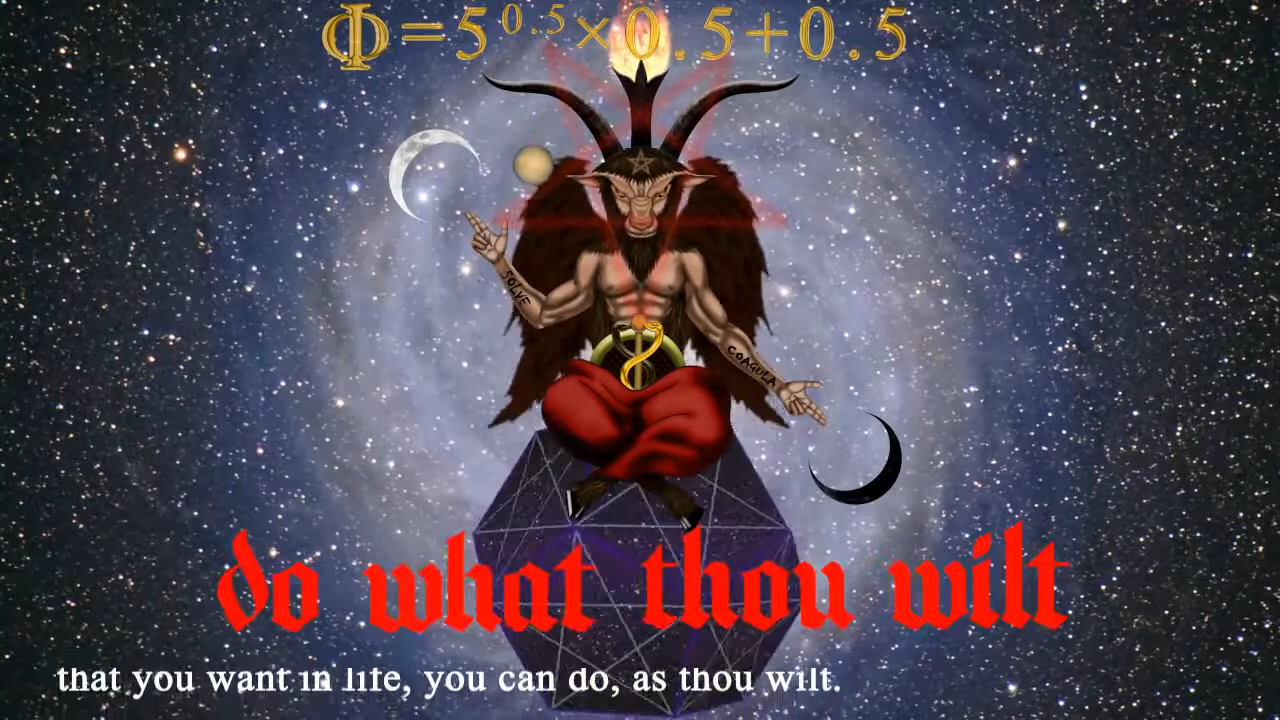 Φ=5^0.5×0.5+0.5
SOLVE
COAGULA
do what thou wilt
that you want in life, you can do, as thou wilt.